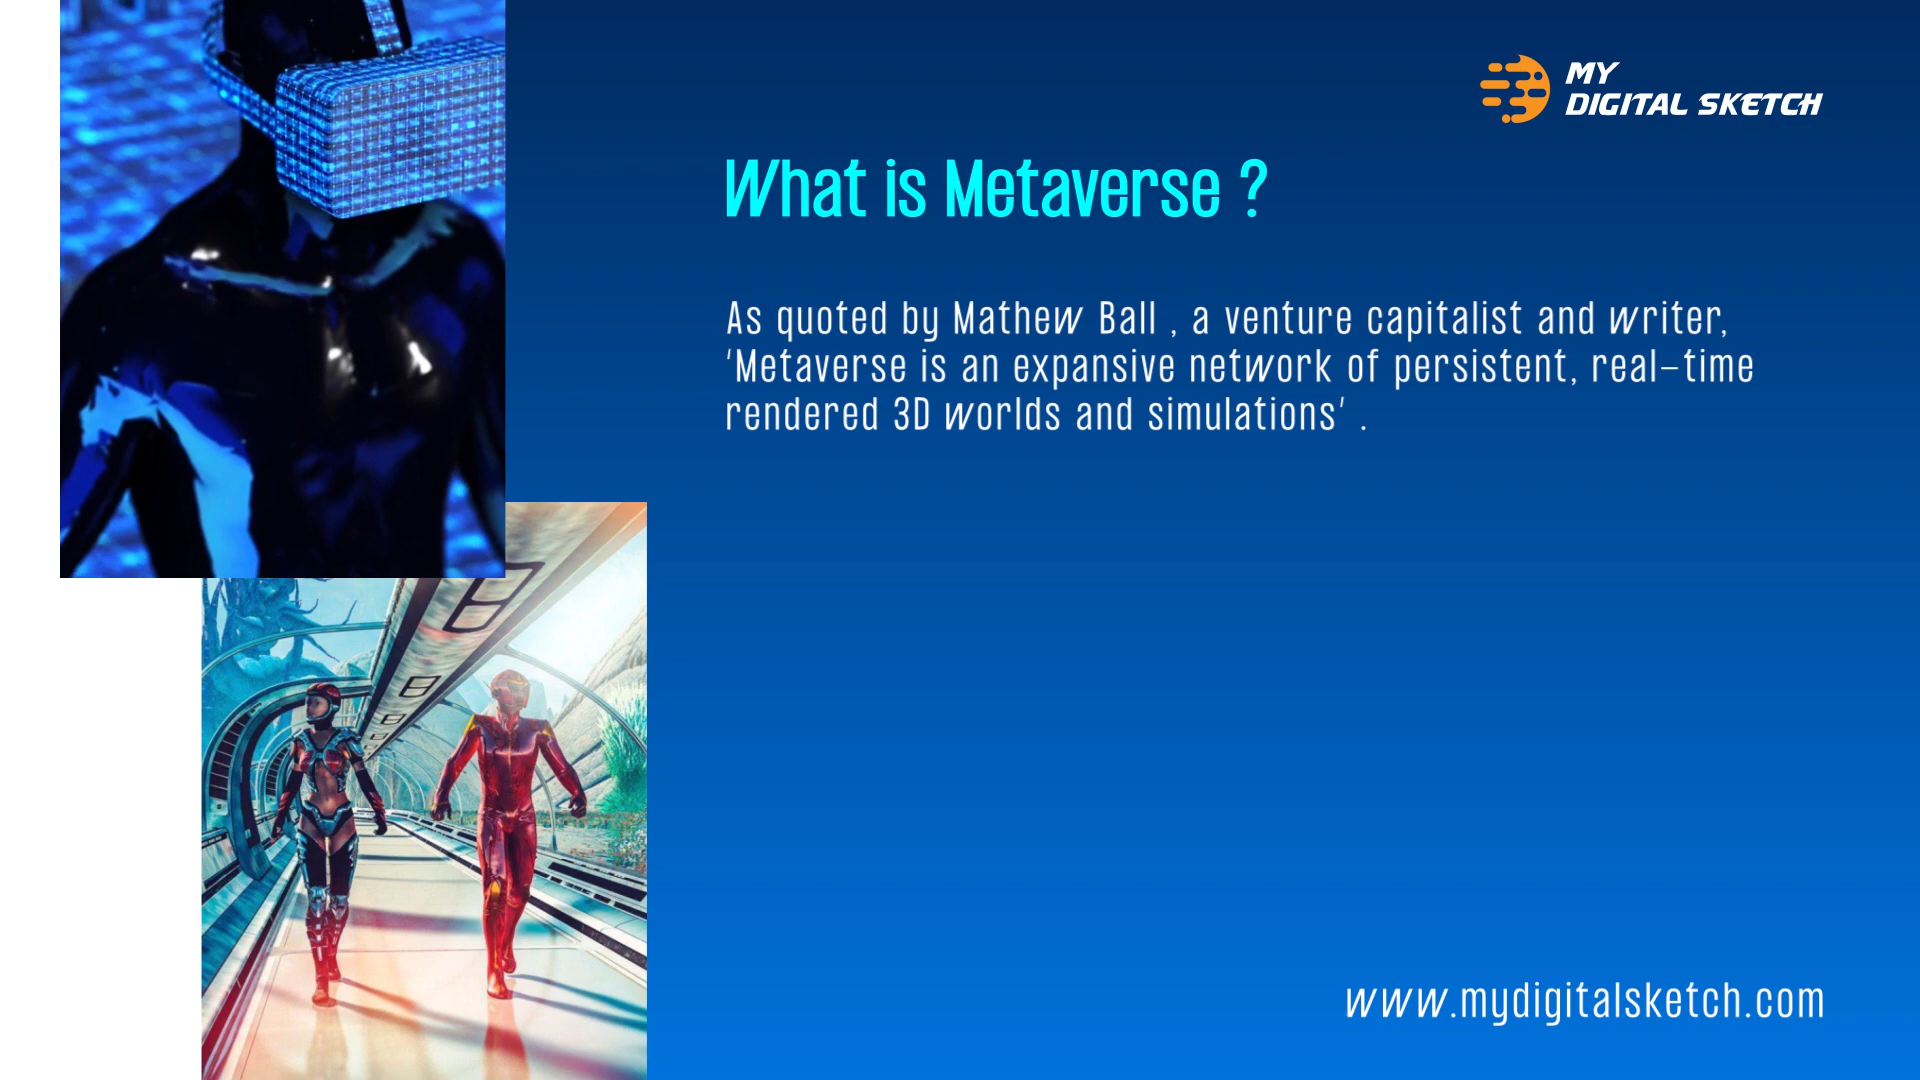 MY
DIGITAL SKETCH
What is Metaverse ?
As quoted by Mathew Ball , a venture capitalist and writer,
'Metaverse is an expansive network of persistent, real-time
rendered 3D worlds and simulations' .
www.mydigitalsketch.com